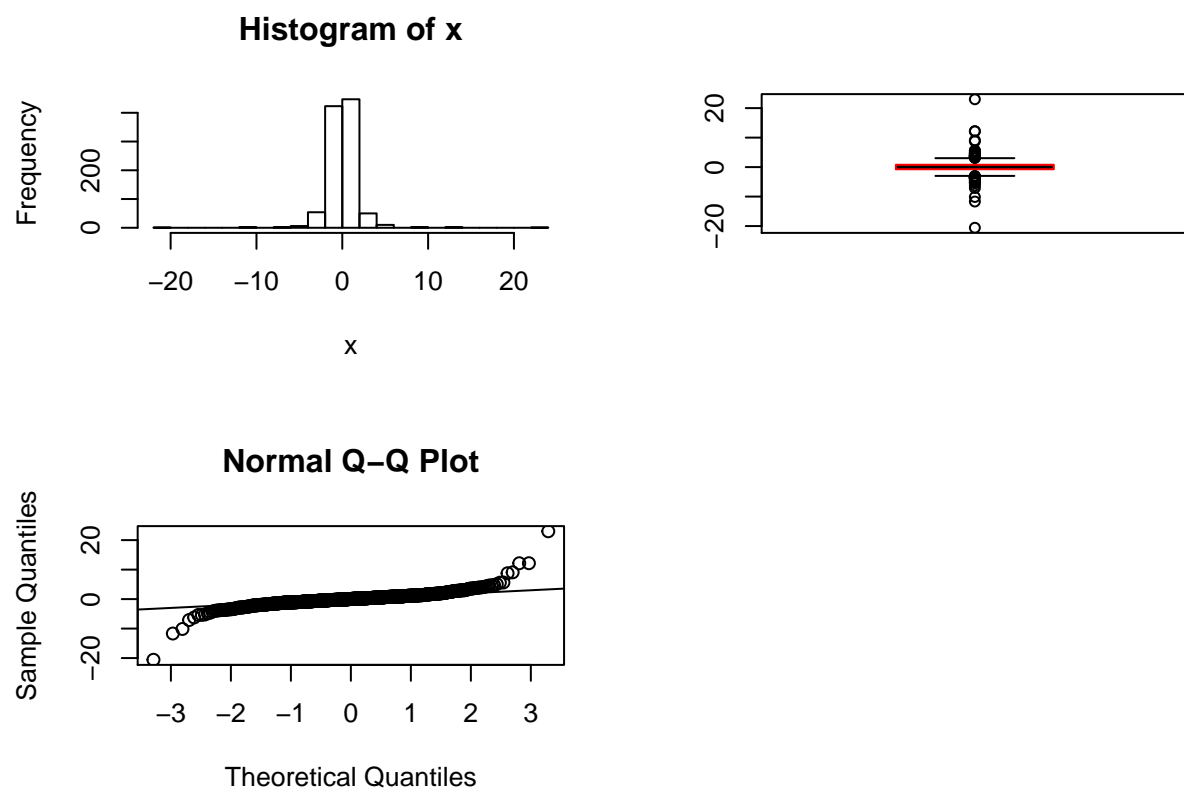 Histogram of x
Frequency
0 200
−20 −10 0 10 20
x
−20 0 20
Normal Q−Q Plot
Sample Quantiles
−20 0 20
−3 −2 −1 0 1 2 3
Theoretical Quantiles